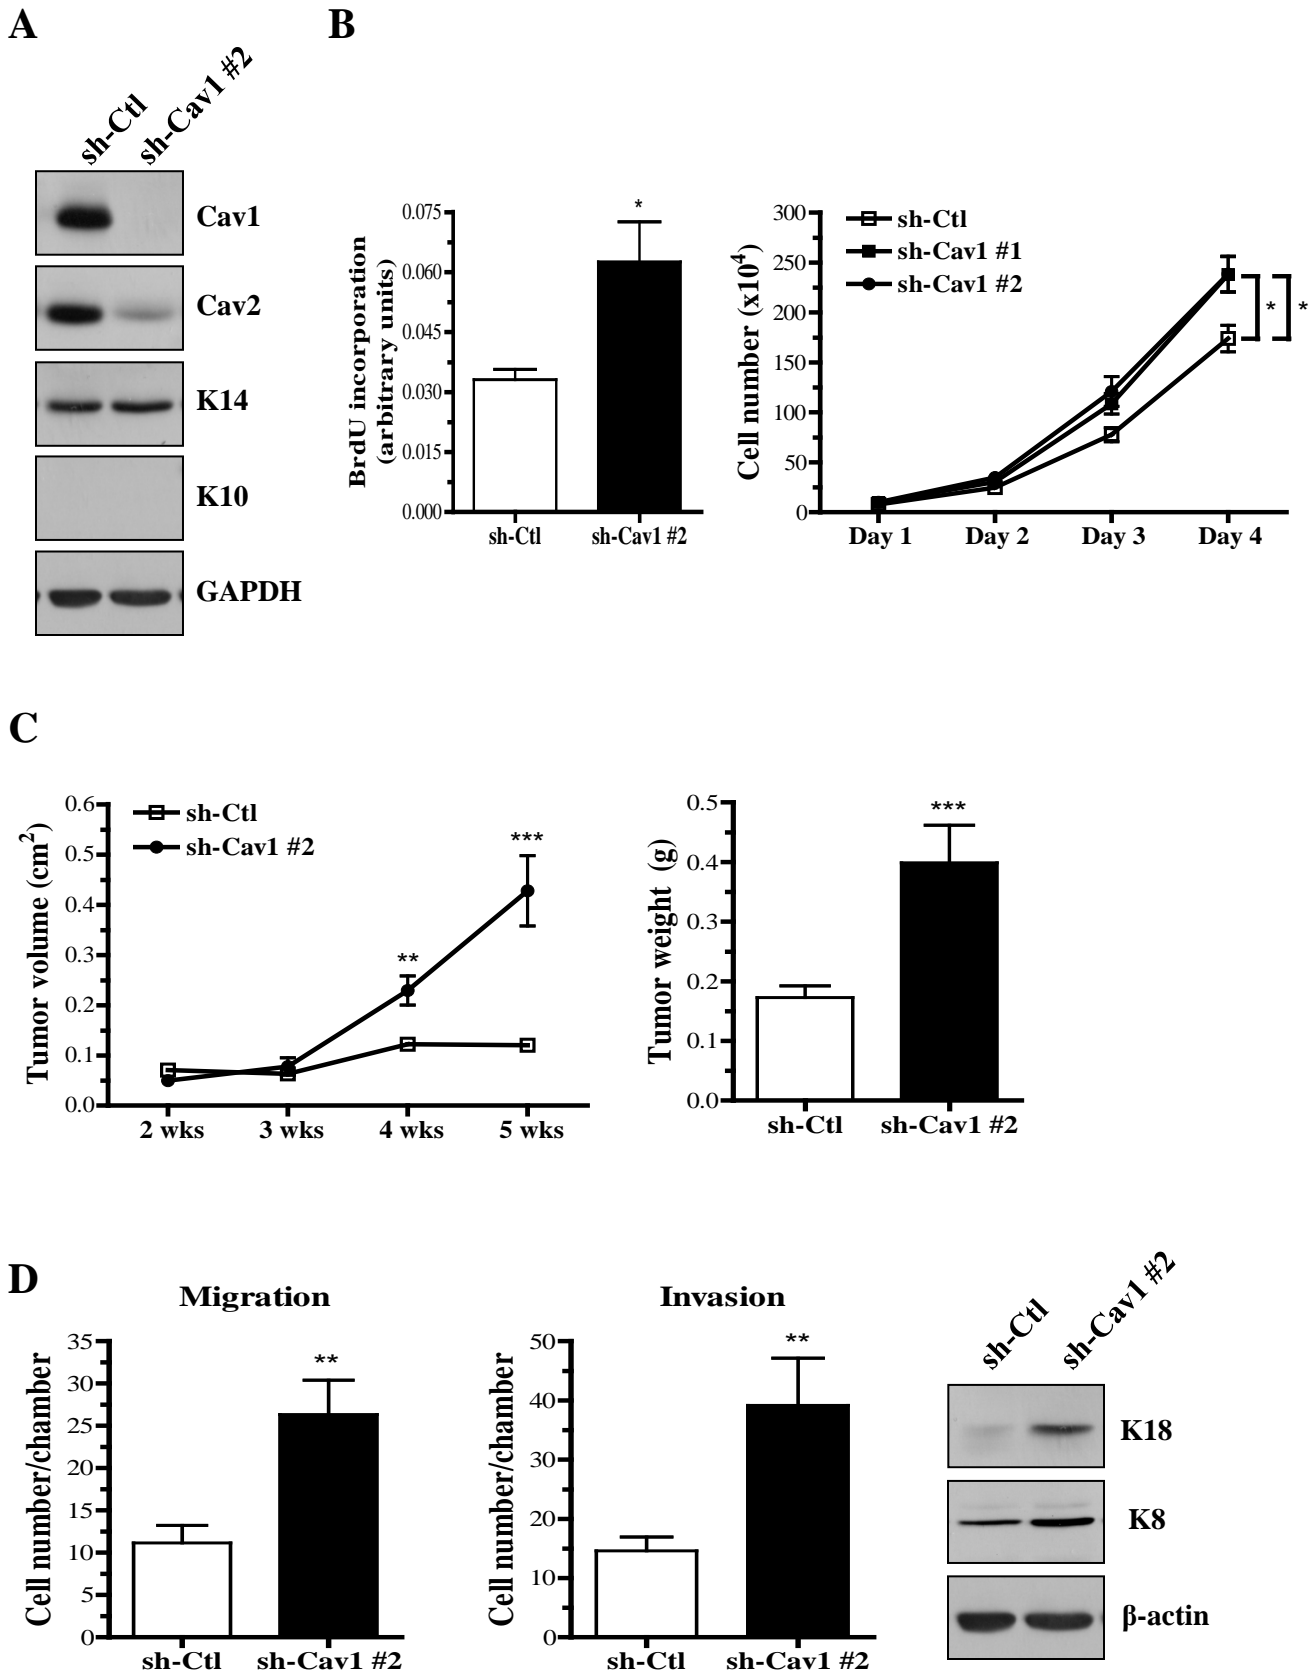 A
sh-Ctl
sh-Cav1 #2
Cav1
Cav2
K14
K10
GAPDH
B
BrdU incorporation
(arbitrary units)
0.075
0.060
0.045
0.030
0.015
0.000
*
sh-Ctl
sh-Cav1 #2
Cell number (x10⁴)
300
250
200
150
100
50
0
sh-Ctl
sh-Cav1 #1
sh-Cav1 #2
* *
Day 1 Day 2 Day 3 Day 4
C
Tumor volume (cm²)
0.6
0.5
0.4
0.3
0.2
0.1
0.0
sh-Ctl
sh-Cav1 #2
**
***
2 wks 3 wks 4 wks 5 wks
Tumor weight (g)
0.5
0.4
0.3
0.2
0.1
0.0
***
sh-Ctl
sh-Cav1 #2
D
Migration
Cell number/chamber
35
30
25
20
15
10
5
0
**
sh-Ctl
sh-Cav1 #2
Invasion
Cell number/chamber
50
40
30
20
10
0
**
sh-Ctl
sh-Cav1 #2
sh-Ctl
sh-Cav1 #2
K18
K8
β-actin